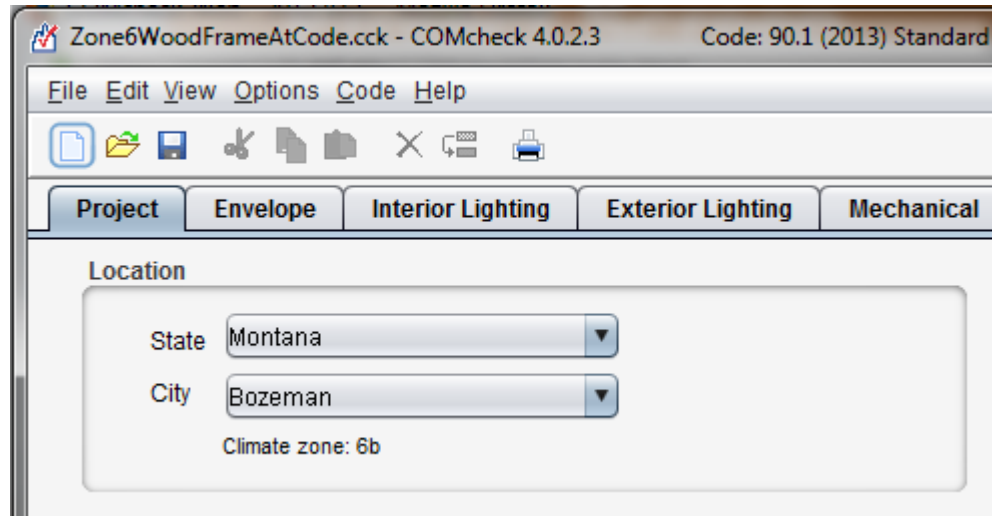 Zone6WoodFrameAtCode.cck - COMcheck 4.0.2.3 Code: 90.1 (2013) Standard
File Edit View Options Code Help
Project Envelope Interior Lighting Exterior Lighting Mechanical
Location
State Montana
City Bozeman
Climate zone: 6b